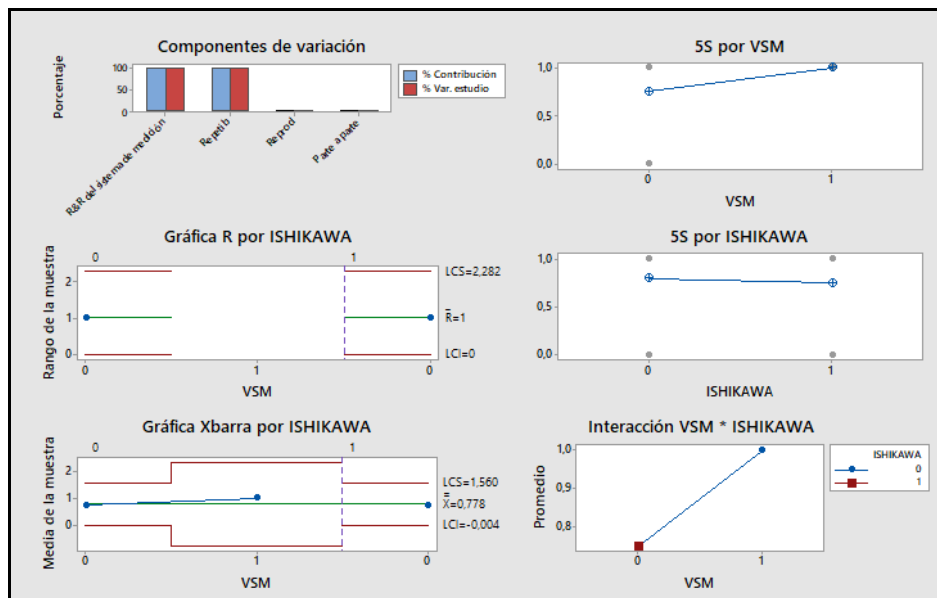 Componentes de variación
Porcentaje
100
50
0
R&R del sistema de medición
Repetib
Reprod
Parte a parte
% Contribución
% Var. estudio
5S por VSM
1,0
0,5
0,0
0 1
VSM
Gráfica R por ISHIKAWA
0 1
Rango de la muestra
2
1
0
LCS=2,282
R=1
LCI=0
0 1 0
VSM
5S por ISHIKAWA
1,0
0,5
0,0
0 1
ISHIKAWA
Gráfica Xbarra por ISHIKAWA
0 1
Media de la muestra
2
1
0
LCS=1,560
X=0,778
LCI=-0,004
0 1 0
VSM
Interacción VSM * ISHIKAWA
Promedio
1,0
0,9
0,8
0 1
VSM
ISHIKAWA
0
1